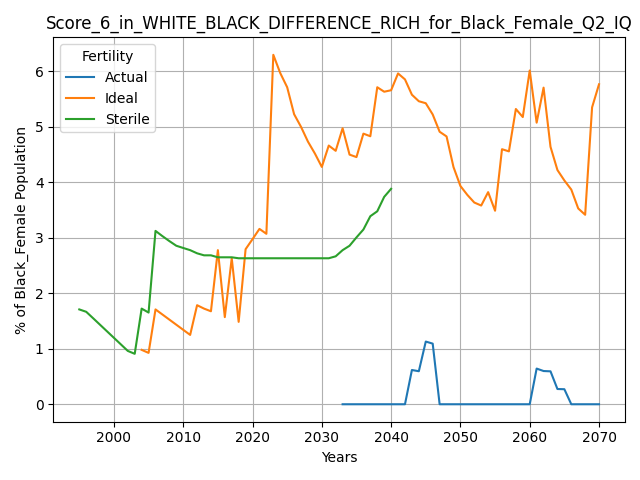 Score_6_in_WHITE_BLACK_DIFFERENCE_RICH_for_Black_Female_Q2_IQ
Fertility
Actual
Ideal
Sterile
% of Black_Female Population
6
5
4
3
2
1
0
2000 2010 2020 2030 2040 2050 2060 2070
Years